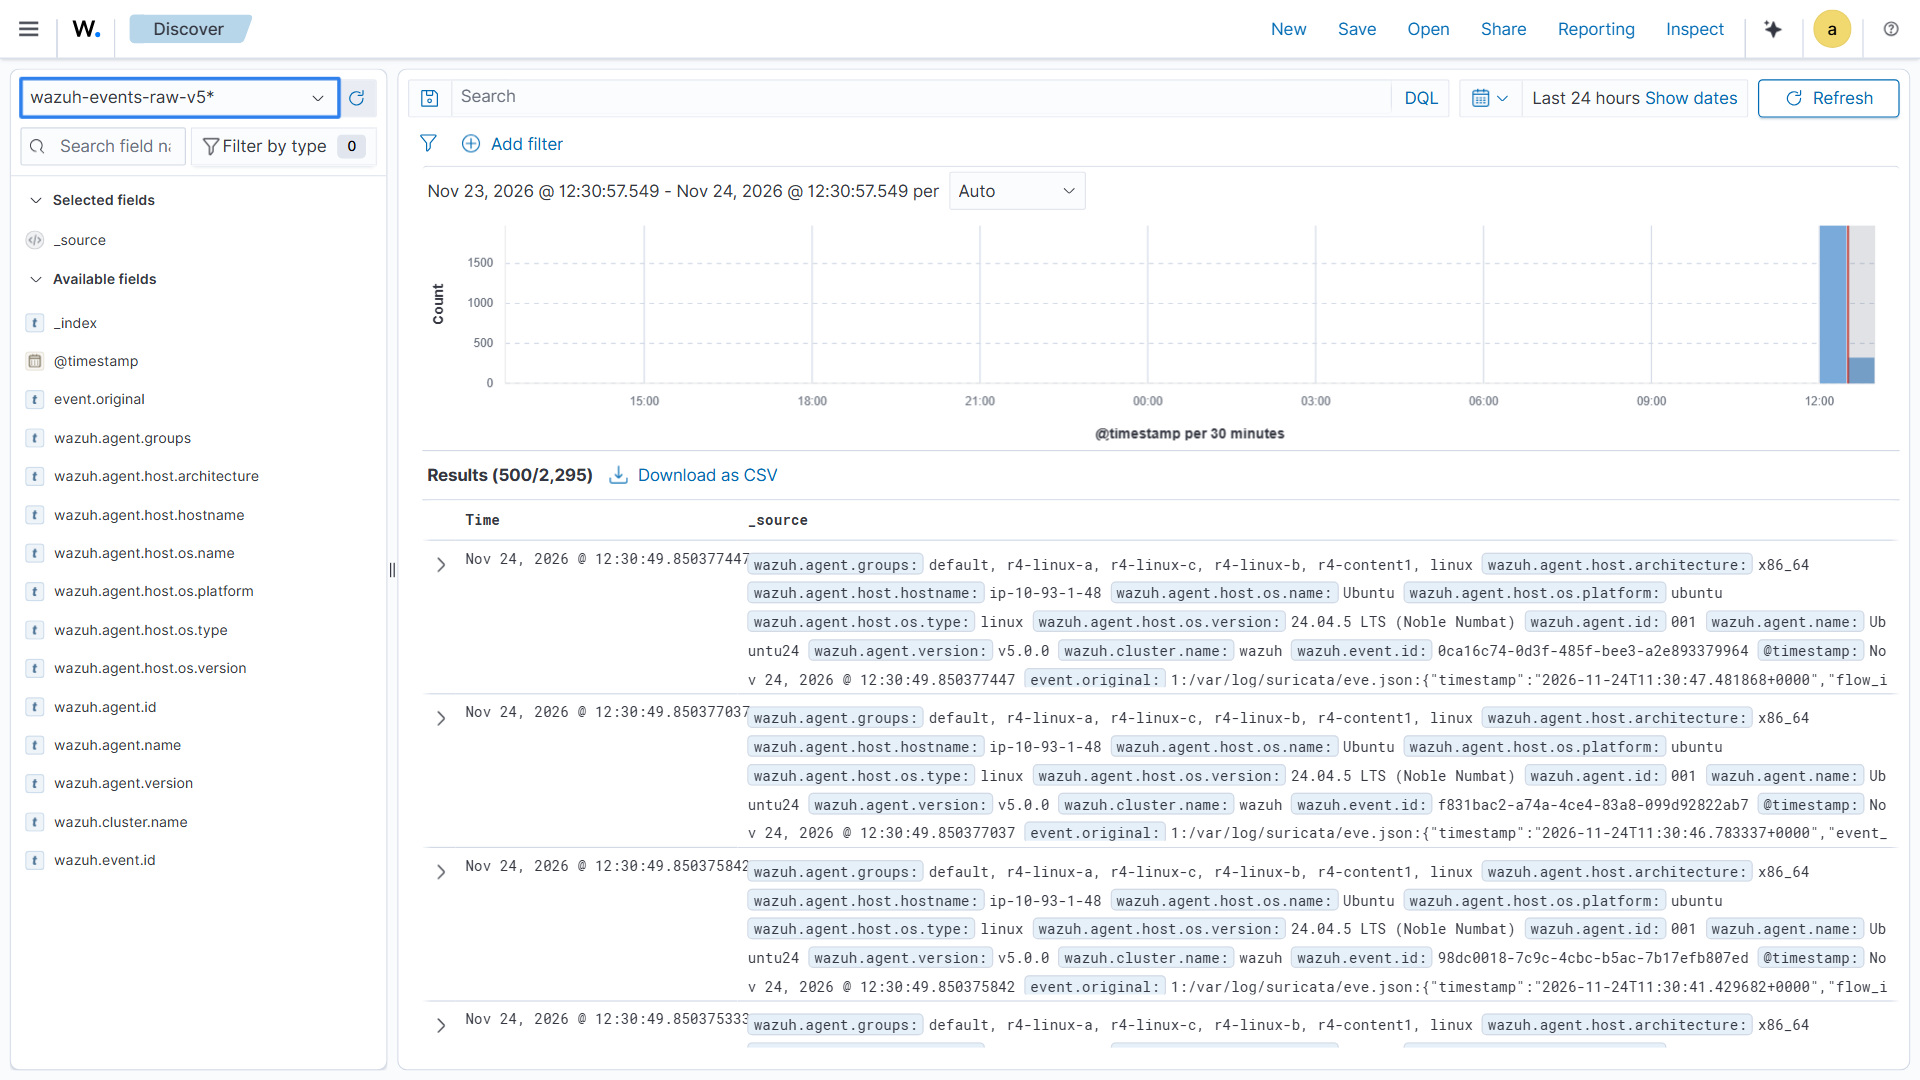 W. Discover New Save Open Share Reporting Inspect a
wazuh-events-raw-v5*
Search DQL Last 24 hours Show dates Refresh
Search field n
Filter by type 0
Add filter
Selected fields
_source
Available fields
_index
@timestamp
event.original
wazuh.agent.groups
wazuh.agent.host.architecture
wazuh.agent.host.hostname
wazuh.agent.host.os.name
wazuh.agent.host.os.platform
wazuh.agent.host.os.type
wazuh.agent.host.os.version
wazuh.agent.id
wazuh.agent.name
wazuh.agent.version
wazuh.cluster.name
wazuh.event.id
Nov 23, 2026 @ 12:30:57.549 - Nov 24, 2026 @ 12:30:57.549 per Auto
Count
1500
1000
500
0
15:00 18:00 21:00 00:00 03:00 06:00 09:00 12:00
@timestamp per 30 minutes
Results (500/2,295) Download as CSV
Time _source
Nov 24, 2026 @ 12:30:49.850377447 wazuh.agent.groups: default, r4-linux-a, r4-linux-c, r4-linux-b, r4-content1, linux wazuh.agent.host.architecture: x86_64
wazuh.agent.host.hostname: ip-10-93-1-48 wazuh.agent.host.os.name: Ubuntu wazuh.agent.host.os.platform: ubuntu
wazuh.agent.host.os.type: linux wazuh.agent.host.os.version: 24.04.5 LTS (Noble Numbat) wazuh.agent.id: 001 wazuh.agent.name: Ub
untu24 wazuh.agent.version: v5.0.0 wazuh.cluster.name: wazuh wazuh.event.id: 0ca16c74-0d3f-485f-bee3-a2e893379964 @timestamp: No
v 24, 2026 @ 12:30:49.850377447 event.original: 1:/var/log/suricata/eve.json:{"timestamp":"2026-11-24T11:30:47.481868+0000","flow_i
Nov 24, 2026 @ 12:30:49.850377037 wazuh.agent.groups: default, r4-linux-a, r4-linux-c, r4-linux-b, r4-content1, linux wazuh.agent.host.architecture: x86_64
wazuh.agent.host.hostname: ip-10-93-1-48 wazuh.agent.host.os.name: Ubuntu wazuh.agent.host.os.platform: ubuntu
wazuh.agent.host.os.type: linux wazuh.agent.host.os.version: 24.04.5 LTS (Noble Numbat) wazuh.agent.id: 001 wazuh.agent.name: Ub
untu24 wazuh.agent.version: v5.0.0 wazuh.cluster.name: wazuh wazuh.event.id: f831bac2-a74a-4ce4-83a8-099d92822ab7 @timestamp: No
v 24, 2026 @ 12:30:49.850377037 event.original: 1:/var/log/suricata/eve.json:{"timestamp":"2026-11-24T11:30:46.783337+0000","event_
Nov 24, 2026 @ 12:30:49.850375842 wazuh.agent.groups: default, r4-linux-a, r4-linux-c, r4-linux-b, r4-content1, linux wazuh.agent.host.architecture: x86_64
wazuh.agent.host.hostname: ip-10-93-1-48 wazuh.agent.host.os.name: Ubuntu wazuh.agent.host.os.platform: ubuntu
wazuh.agent.host.os.type: linux wazuh.agent.host.os.version: 24.04.5 LTS (Noble Numbat) wazuh.agent.id: 001 wazuh.agent.name: Ub
untu24 wazuh.agent.version: v5.0.0 wazuh.cluster.name: wazuh wazuh.event.id: 98dc0018-7c9c-4cbc-b5ac-7b17efb807ed @timestamp: No
v 24, 2026 @ 12:30:49.850375842 event.original: 1:/var/log/suricata/eve.json:{"timestamp":"2026-11-24T11:30:41.429682+0000","flow_i
Nov 24, 2026 @ 12:30:49.850375333 wazuh.agent.groups: default, r4-linux-a, r4-linux-c, r4-linux-b, r4-content1, linux wazuh.agent.host.architecture: x86_64